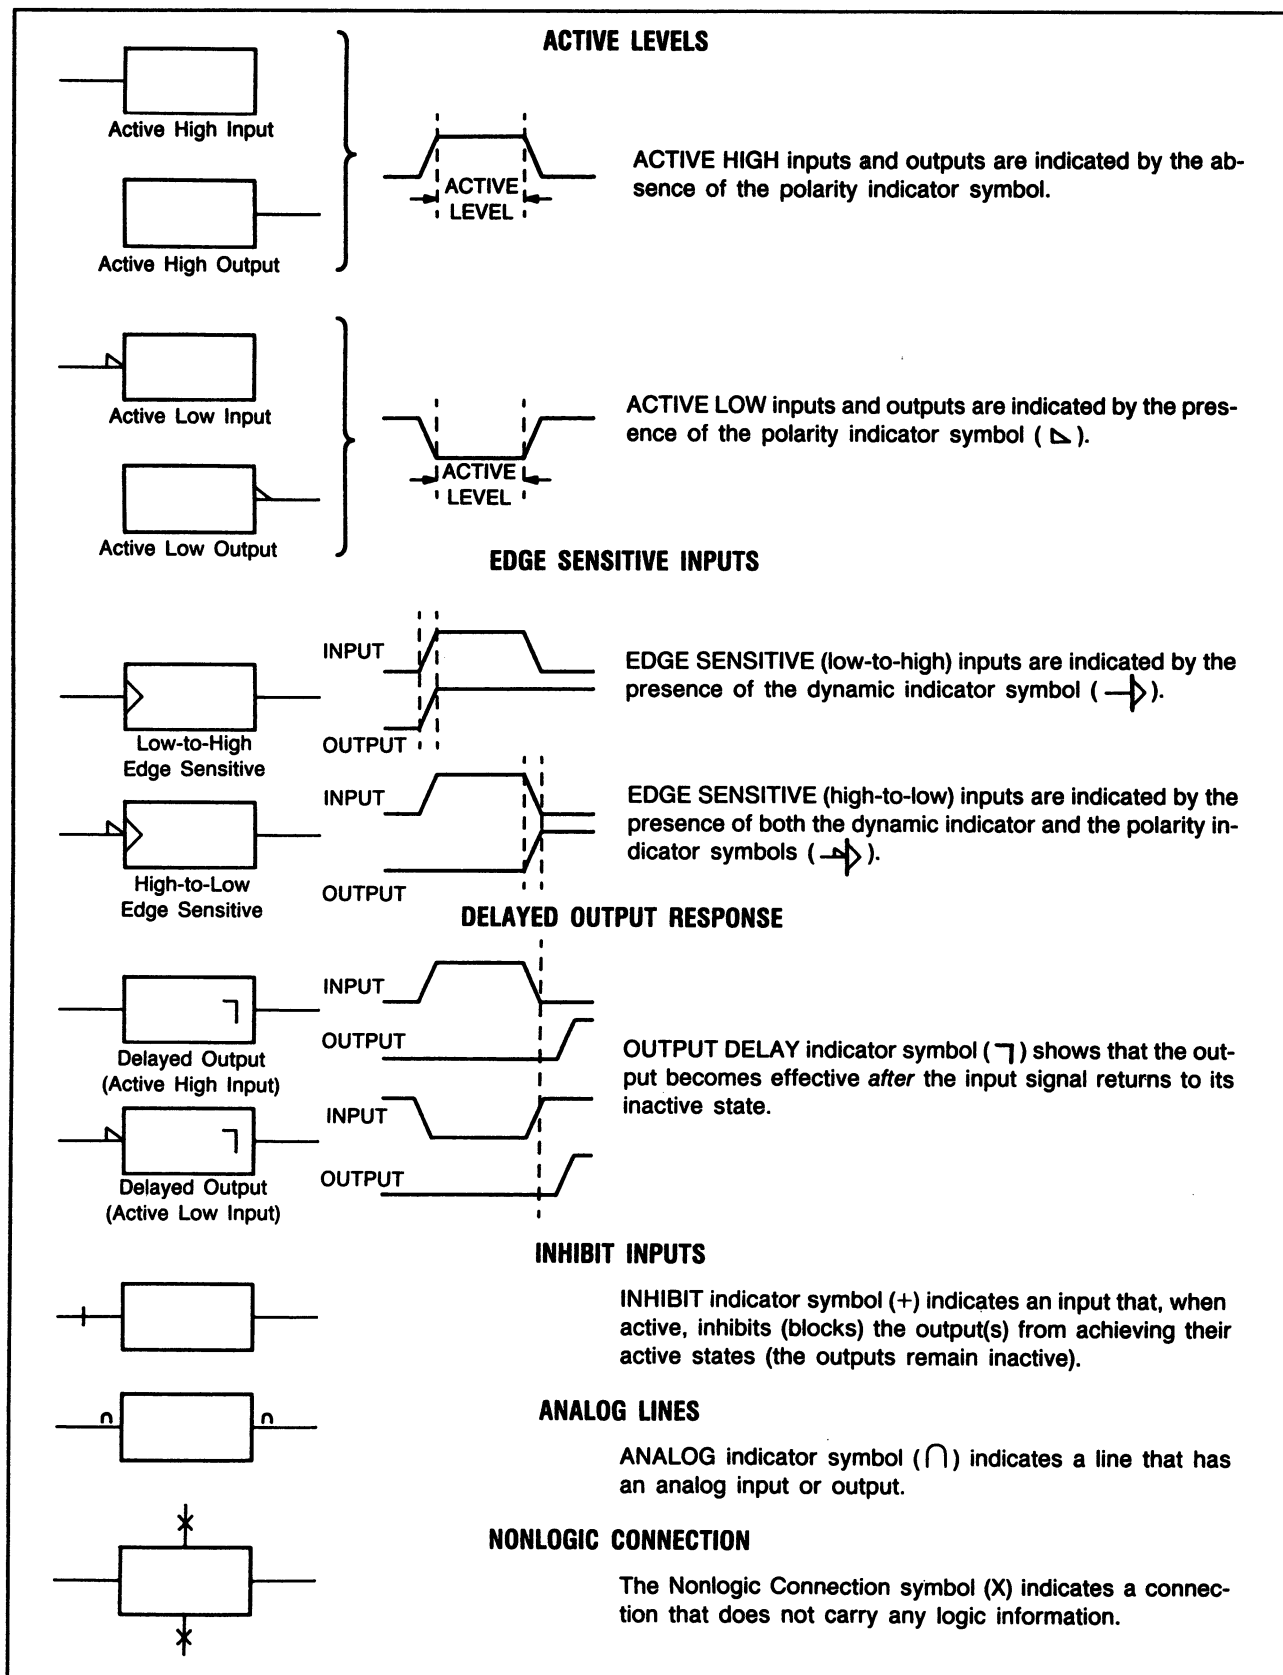 ACTIVE LEVELS
Active High Input
ACTIVE
LEVEL
ACTIVE HIGH inputs and outputs are indicated by the ab-
sence of the polarity indicator symbol.
Active High Output
Active Low Input
ACTIVE
LEVEL
ACTIVE LOW inputs and outputs are indicated by the pres-
ence of the polarity indicator symbol ( ).
Active Low Output
EDGE SENSITIVE INPUTS
INPUT
OUTPUT
Low-to-High
Edge Sensitive
EDGE SENSITIVE (low-to-high) inputs are indicated by the
presence of the dynamic indicator symbol ( ).
INPUT
OUTPUT
High-to-Low
Edge Sensitive
EDGE SENSITIVE (high-to-low) inputs are indicated by the
presence of both the dynamic indicator and the polarity in-
dicator symbols ( ).
DELAYED OUTPUT RESPONSE
INPUT
OUTPUT
Delayed Output
(Active High Input)
INPUT
OUTPUT
Delayed Output
(Active Low Input)
OUTPUT DELAY indicator symbol (┐) shows that the out-
put becomes effective after the input signal returns to its
inactive state.
INHIBIT INPUTS
INHIBIT indicator symbol (+) indicates an input that, when
active, inhibits (blocks) the output(s) from achieving their
active states (the outputs remain inactive).
ANALOG LINES
ANALOG indicator symbol (∩) indicates a line that has
an analog input or output.
NONLOGIC CONNECTION
The Nonlogic Connection symbol (X) indicates a connec-
tion that does not carry any logic information.